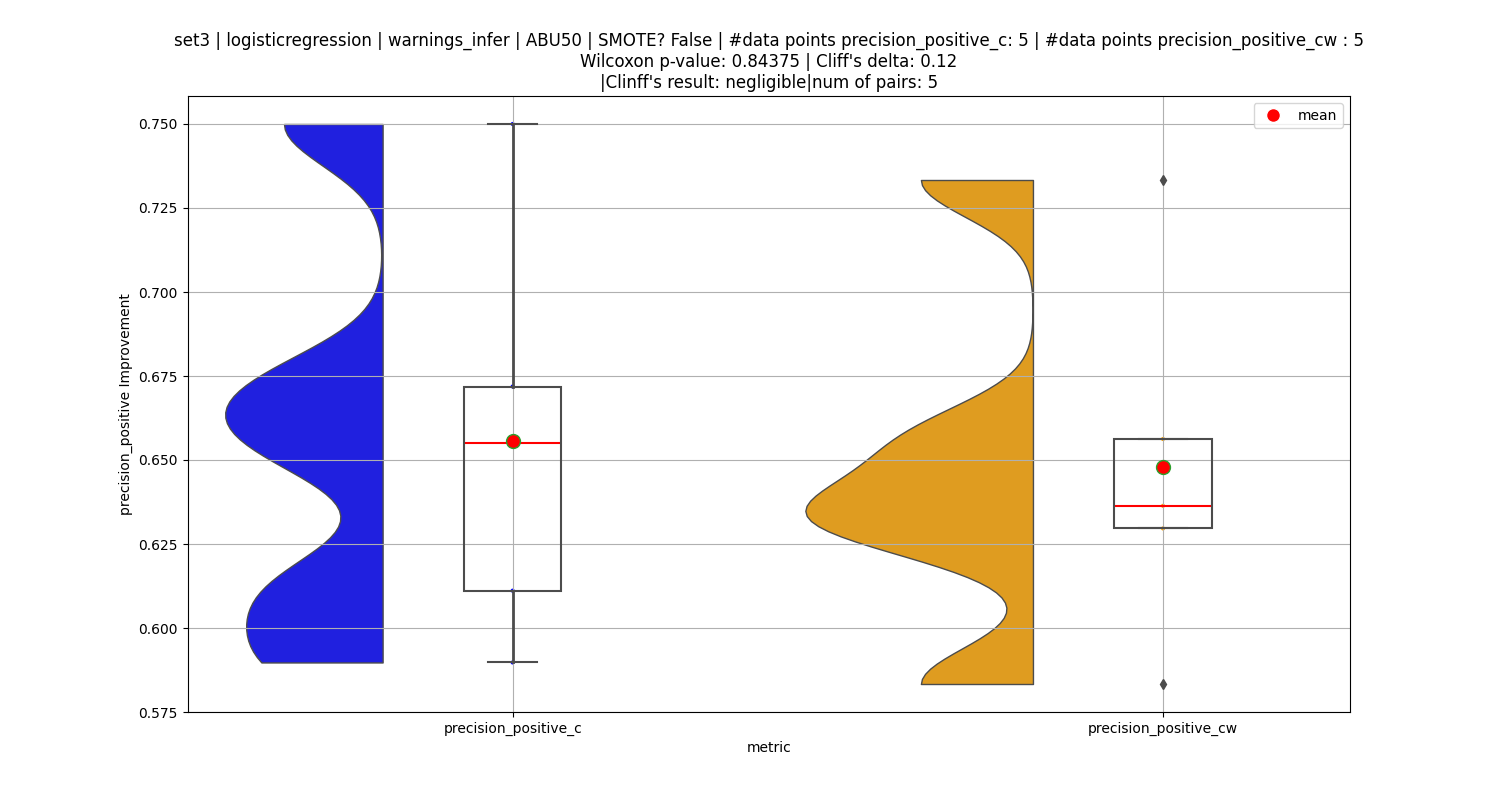 set3 | logisticregression | warnings_infer | ABU50 | SMOTE? False | #data points precision_positive_c: 5 | #data points precision_positive_cw : 5
Wilcoxon p-value: 0.84375 | Cliff's delta: 0.12
|Clinff's result: negligible|num of pairs: 5
mean
0.750
0.725
0.700
0.675
0.650
0.625
0.600
0.575
precision_positive Improvement
precision_positive_c
precision_positive_cw
metric